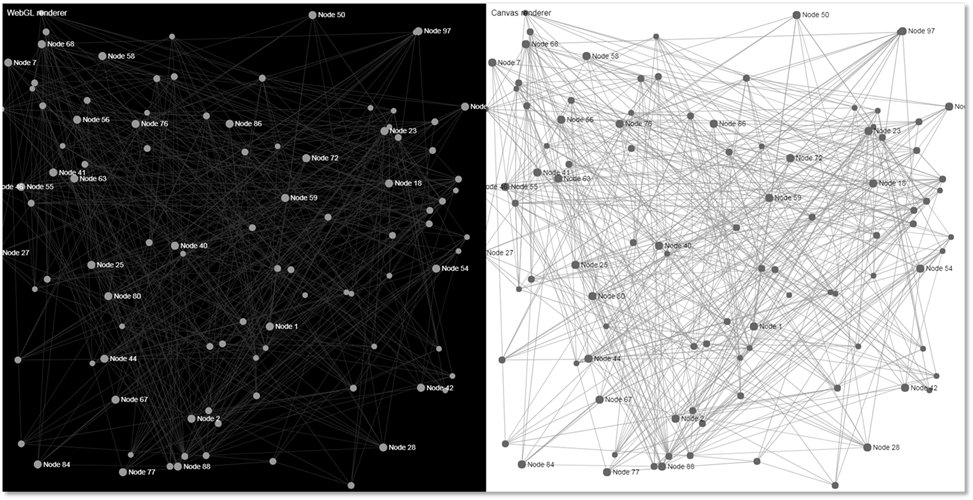 WebGL renderer
Node 50
Node 97
Node 68
Node 58
Node 7
Node 56
Node 76
Node 86
Node 23
Node 72
Node 41
Node 63
Node 55
Node 18
Node 59
Node 40
Node 27
Node 25
Node 54
Node 80
Node 1
Node 44
Node 42
Node 67
Node 2
Node 28
Node 84
Node 77
Node 88
Canvas renderer
Node 50
Node 97
Node 68
Node 58
Node 7
Node 56
Node 76
Node 86
Node 23
Node 72
Node 41
Node 63
Node 55
Node 18
Node 59
Node 40
Node 27
Node 25
Node 54
Node 80
Node 1
Node 44
Node 42
Node 67
Node 2
Node 28
Node 84
Node 77
Node 88